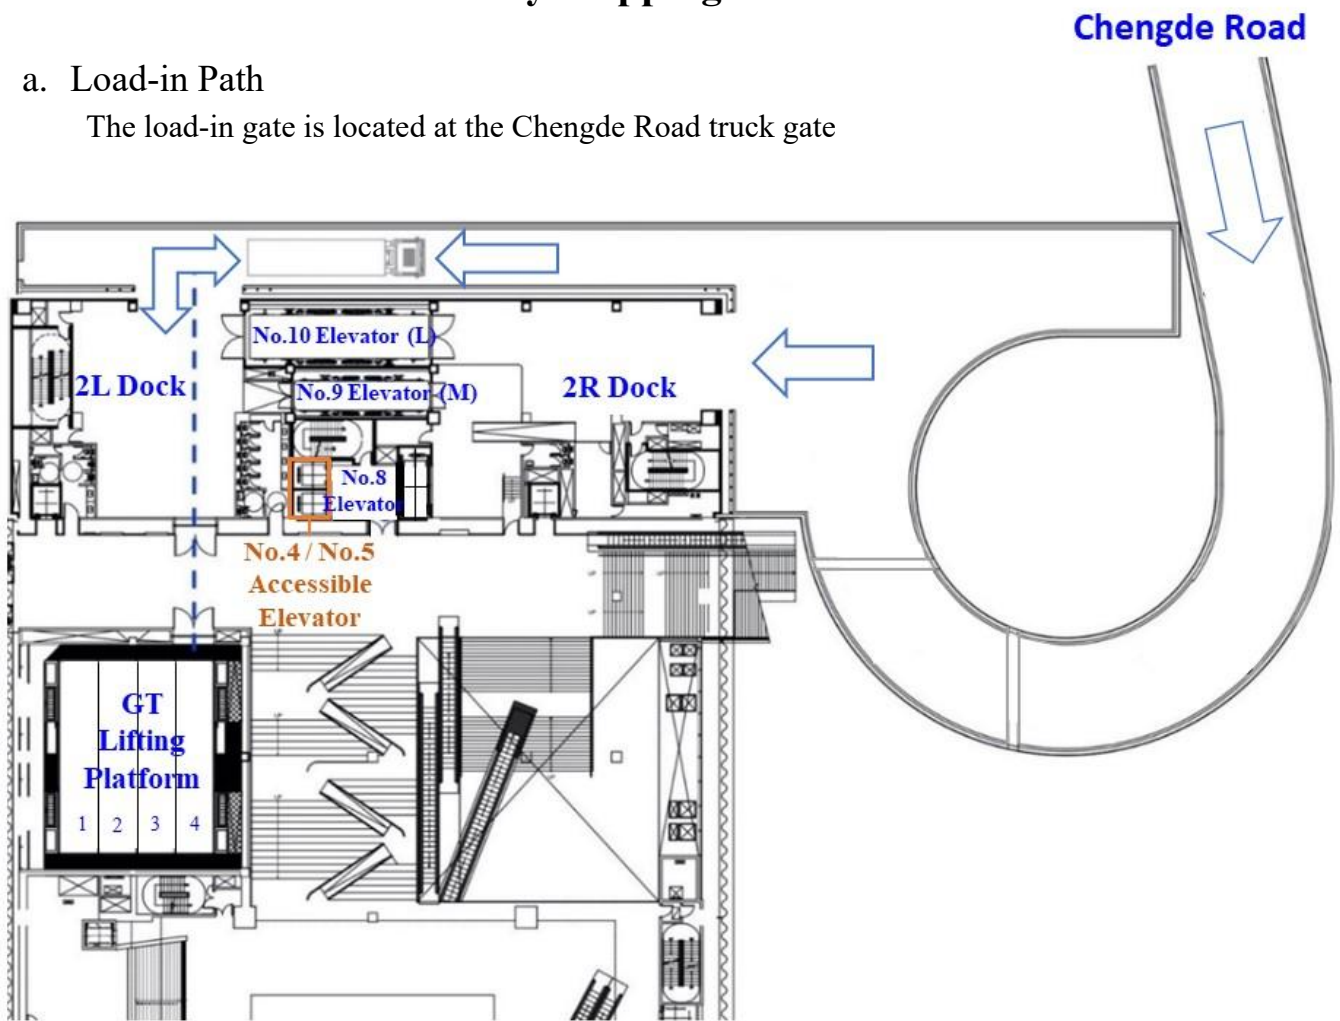 Chengde Road
a. Load-in Path
The load-in gate is located at the Chengde Road truck gate
No.10 Elevator (L)
2L Dock
No.9 Elevator (M)
2R Dock
No.8
Elevator
No.4 / No.5
Accessible
Elevator
GT
Lifting
Platform
1 2 3 4